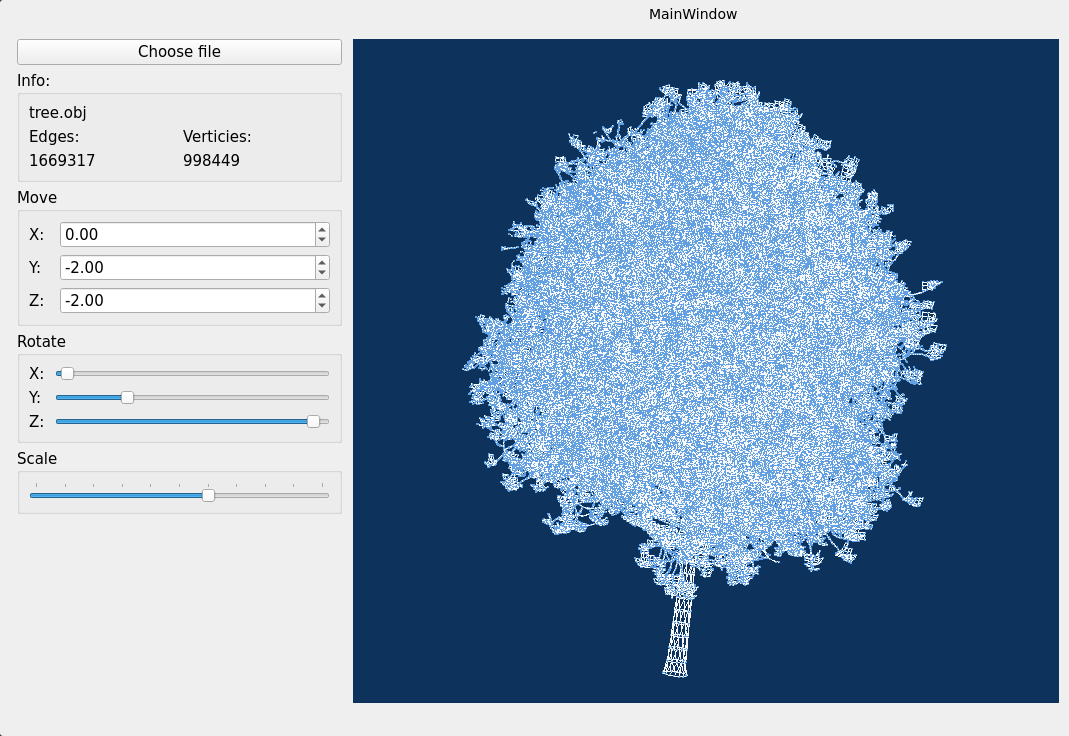 MainWindow
Choose file
Info:
tree.obj
Edges: Verticies:
1669317 998449
Move
X: 0.00
Y: -2.00
Z: -2.00
Rotate
X:
Y:
Z:
Scale